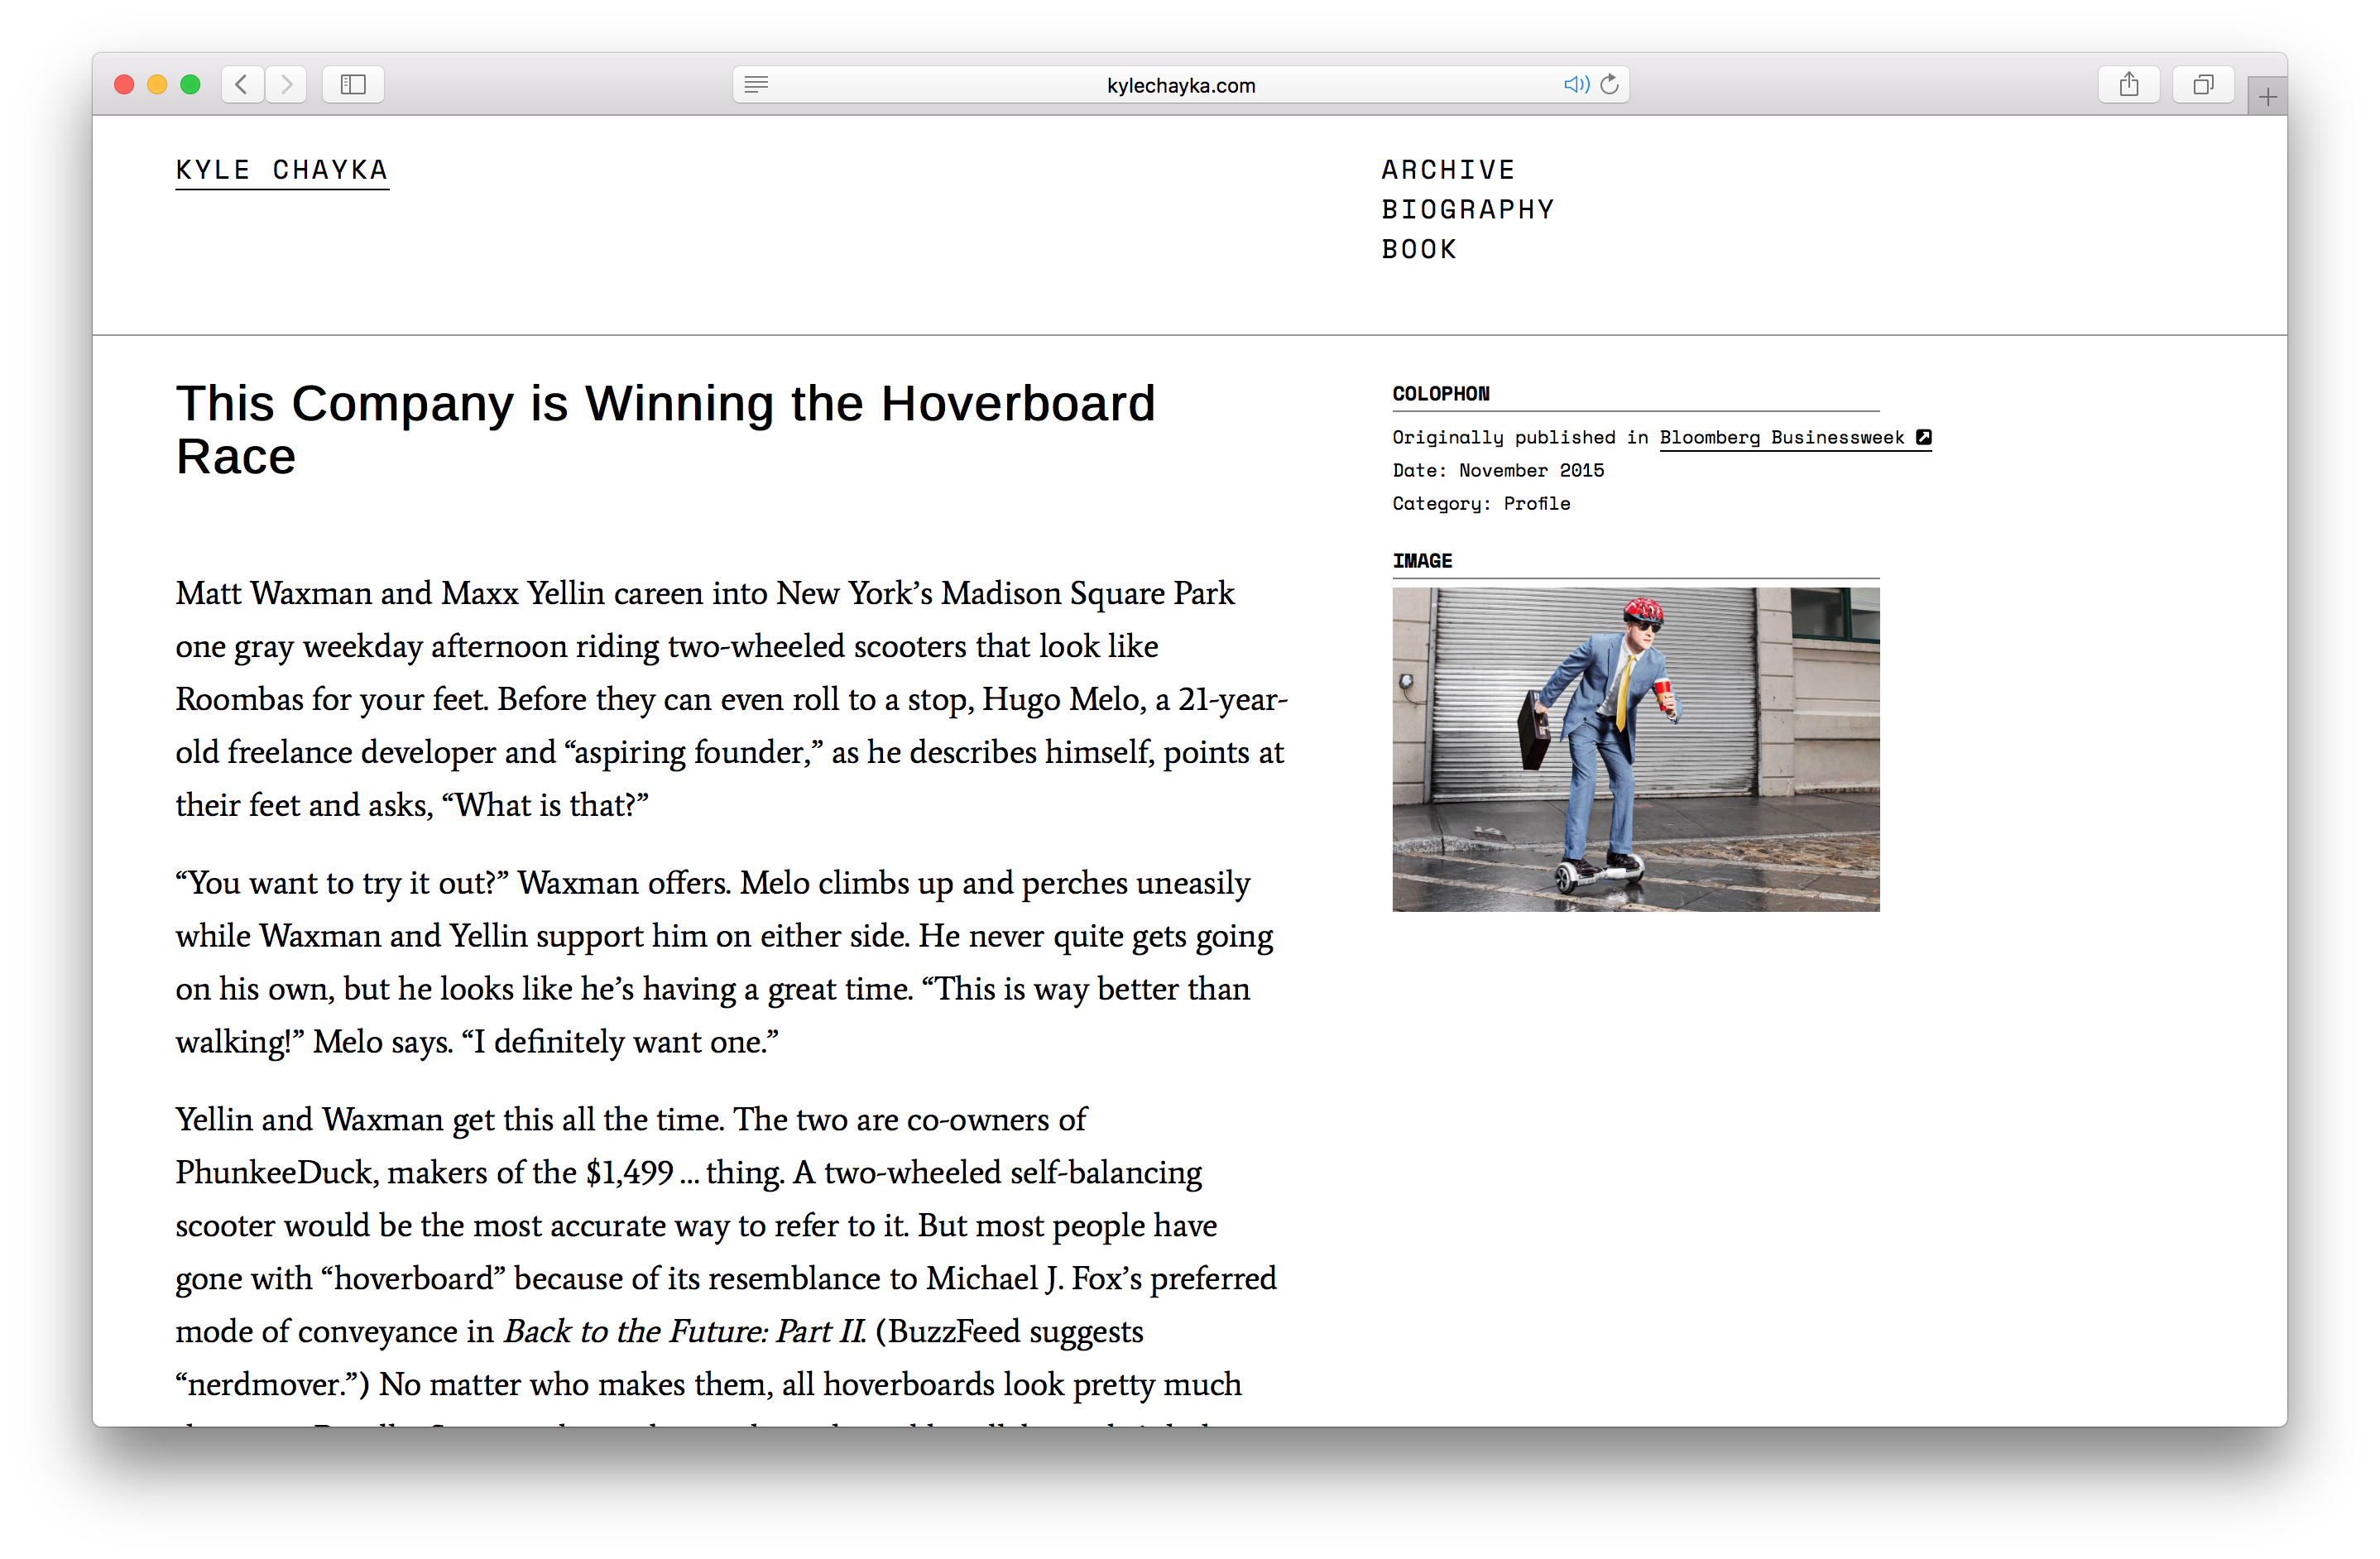 kylechayka.com
KYLE CHAYKA
ARCHIVE
BIOGRAPHY
BOOK
This Company is Winning the Hoverboard
Race
Matt Waxman and Maxx Yellin careen into New York’s Madison Square Park
one gray weekday afternoon riding two-wheeled scooters that look like
Roombas for your feet. Before they can even roll to a stop, Hugo Melo, a 21-year-
old freelance developer and “aspiring founder,” as he describes himself, points at
their feet and asks, “What is that?”
“You want to try it out?” Waxman offers. Melo climbs up and perches uneasily
while Waxman and Yellin support him on either side. He never quite gets going
on his own, but he looks like he’s having a great time. “This is way better than
walking!” Melo says. “I definitely want one.”
Yellin and Waxman get this all the time. The two are co-owners of
PhunkeeDuck, makers of the $1,499 ... thing. A two-wheeled self-balancing
scooter would be the most accurate way to refer to it. But most people have
gone with “hoverboard” because of its resemblance to Michael J. Fox’s preferred
mode of conveyance in Back to the Future: Part II. (BuzzFeed suggests
“nerdmover.”) No matter who makes them, all hoverboards look pretty much
COLOPHON
Originally published in Bloomberg Businessweek
Date: November 2015
Category: Profile
IMAGE